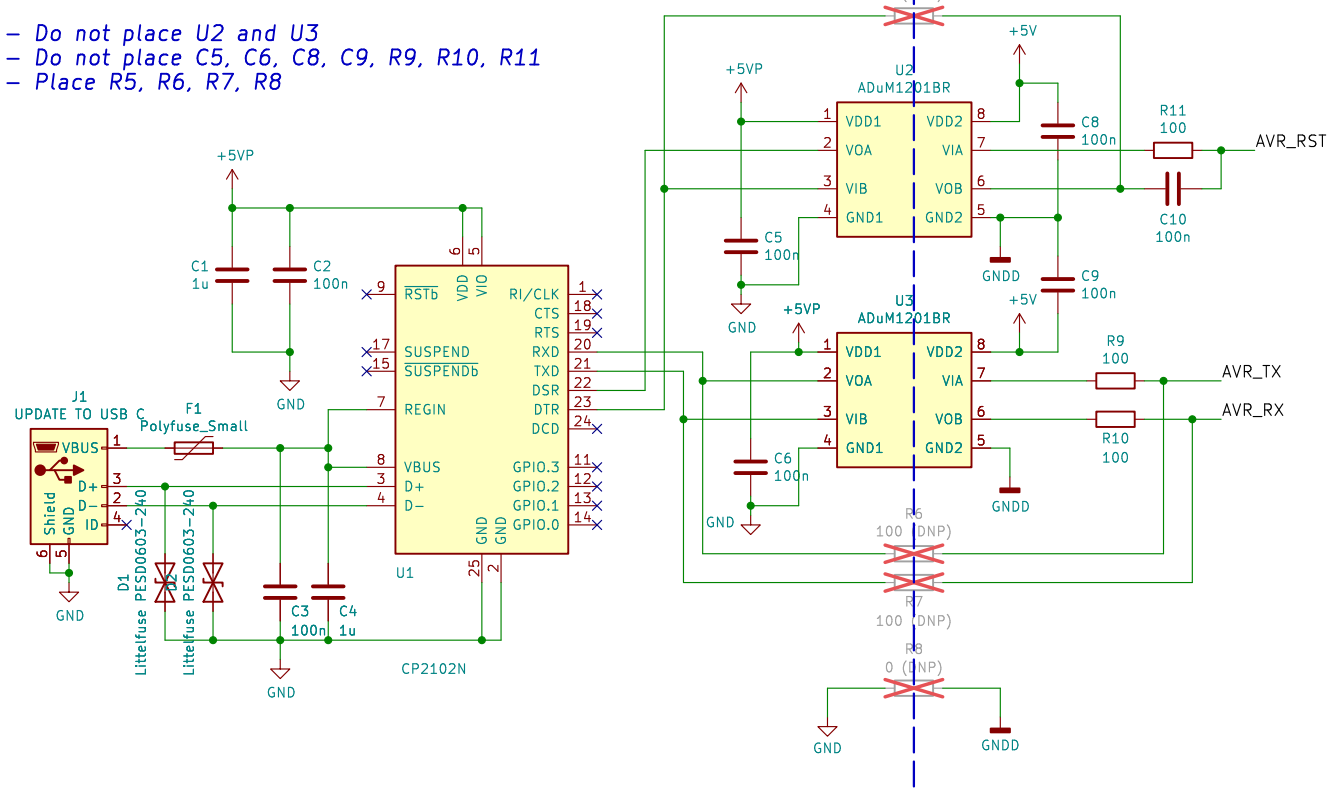 - Do not place U2 and U3
- Do not place C5, C6, C8, C9, R9, R10, R11
- Place R5, R6, R7, R8
+5VP
C1
1u
C2
100n
GND
J1
UPDATE TO USB C
VBUS 1
D+ 3
D- 2
ID 4
Shield
GND
6
5
GND
F1
Polyfuse_Small
D1
Littelfuse PESD0603-240
D2
Littelfuse PESD0603-240
C3
100n
C4
1u
GND
9 RSTb
17 SUSPEND
15 SUSPENDb
7 REGIN
8 VBUS
3 D+
4 D-
6 VDD
5 VIO
RI/CLK 1
CTS 18
RTS 19
RXD 20
TXD 21
DSR 22
DTR 23
DCD 24
GPIO.3 11
GPIO.2 12
GPIO.1 13
GPIO.0 14
GND 25
GND 2
U1
CP2102N
+5VP
C5
100n
GND
U2
ADuM1201BR
1 VDD1
2 VOA
3 VIB
4 GND1
VDD2 8
VIA 7
VOB 6
GND2 5
+5V
C8
100n
GNDD
R11
100
AVR_RST
C10
100n
C9
100n
+5V
+5VP
C6
100n
GND
U3
ADuM1201BR
1 VDD1
2 VOA
3 VIB
4 GND1
VDD2 8
VIA 7
VOB 6
GND2 5
GNDD
R9
100
AVR_TX
AVR_RX
R10
100
R6
100 (DNP)
R7
100 (DNP)
R8
0 (DNP)
GND
GNDD